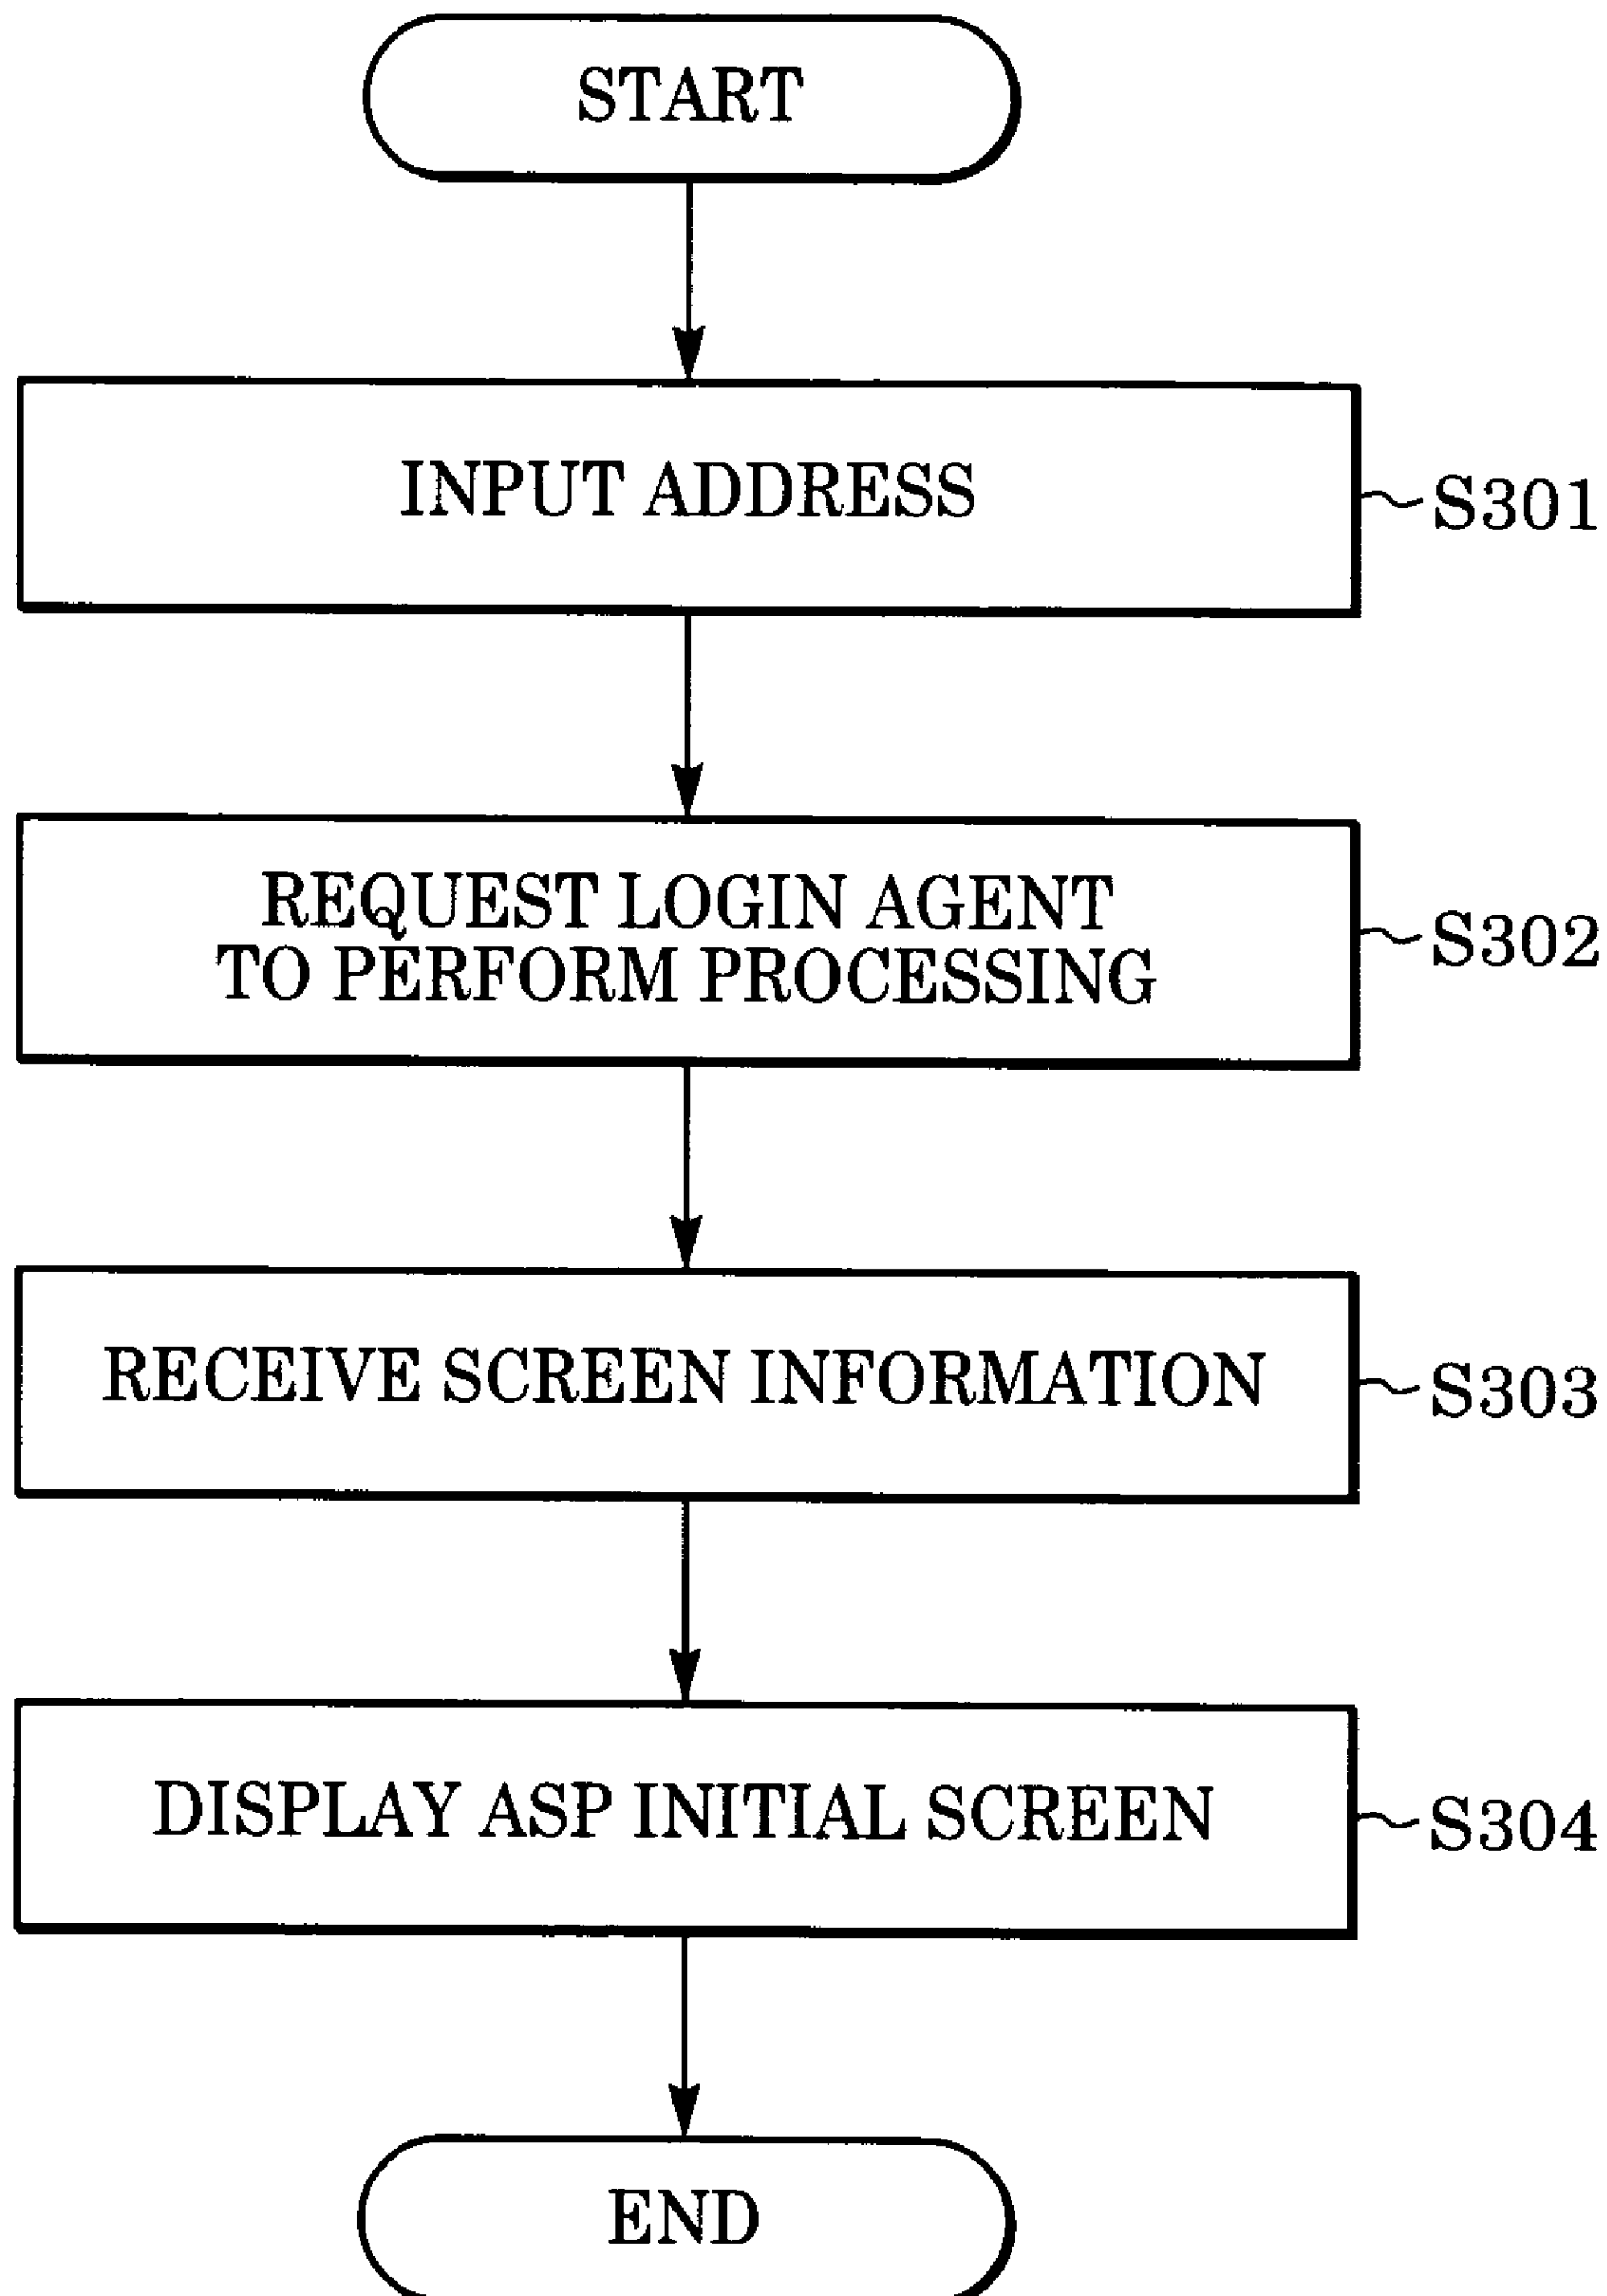 START
INPUT ADDRESS
S301
REQUEST LOGIN AGENT
TO PERFORM PROCESSING
S302
RECEIVE SCREEN INFORMATION
S303
DISPLAY ASP INITIAL SCREEN
S304
END